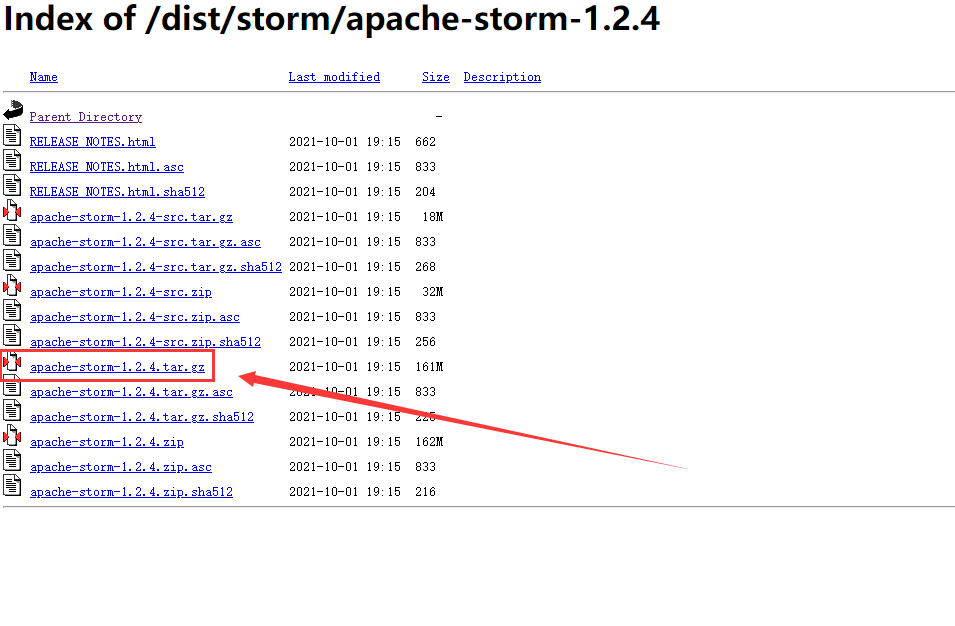 Index of /dist/storm/apache-storm-1.2.4
Name Last modified Size Description
Parent Directory -
RELEASE_NOTES.html 2021-10-01 19:15 662
RELEASE_NOTES.html.asc 2021-10-01 19:15 833
RELEASE_NOTES.html.sha512 2021-10-01 19:15 204
apache-storm-1.2.4-src.tar.gz 2021-10-01 19:15 18M
apache-storm-1.2.4-src.tar.gz.asc 2021-10-01 19:15 833
apache-storm-1.2.4-src.tar.gz.sha512 2021-10-01 19:15 268
apache-storm-1.2.4-src.zip 2021-10-01 19:15 32M
apache-storm-1.2.4-src.zip.asc 2021-10-01 19:15 833
apache-storm-1.2.4-src.zip.sha512 2021-10-01 19:15 256
apache-storm-1.2.4.tar.gz 2021-10-01 19:15 161M
apache-storm-1.2.4.tar.gz.asc 2021-10-01 19:15 833
apache-storm-1.2.4.tar.gz.sha512 2021-10-01 19:15 225
apache-storm-1.2.4.zip 2021-10-01 19:15 162M
apache-storm-1.2.4.zip.asc 2021-10-01 19:15 833
apache-storm-1.2.4.zip.sha512 2021-10-01 19:15 216